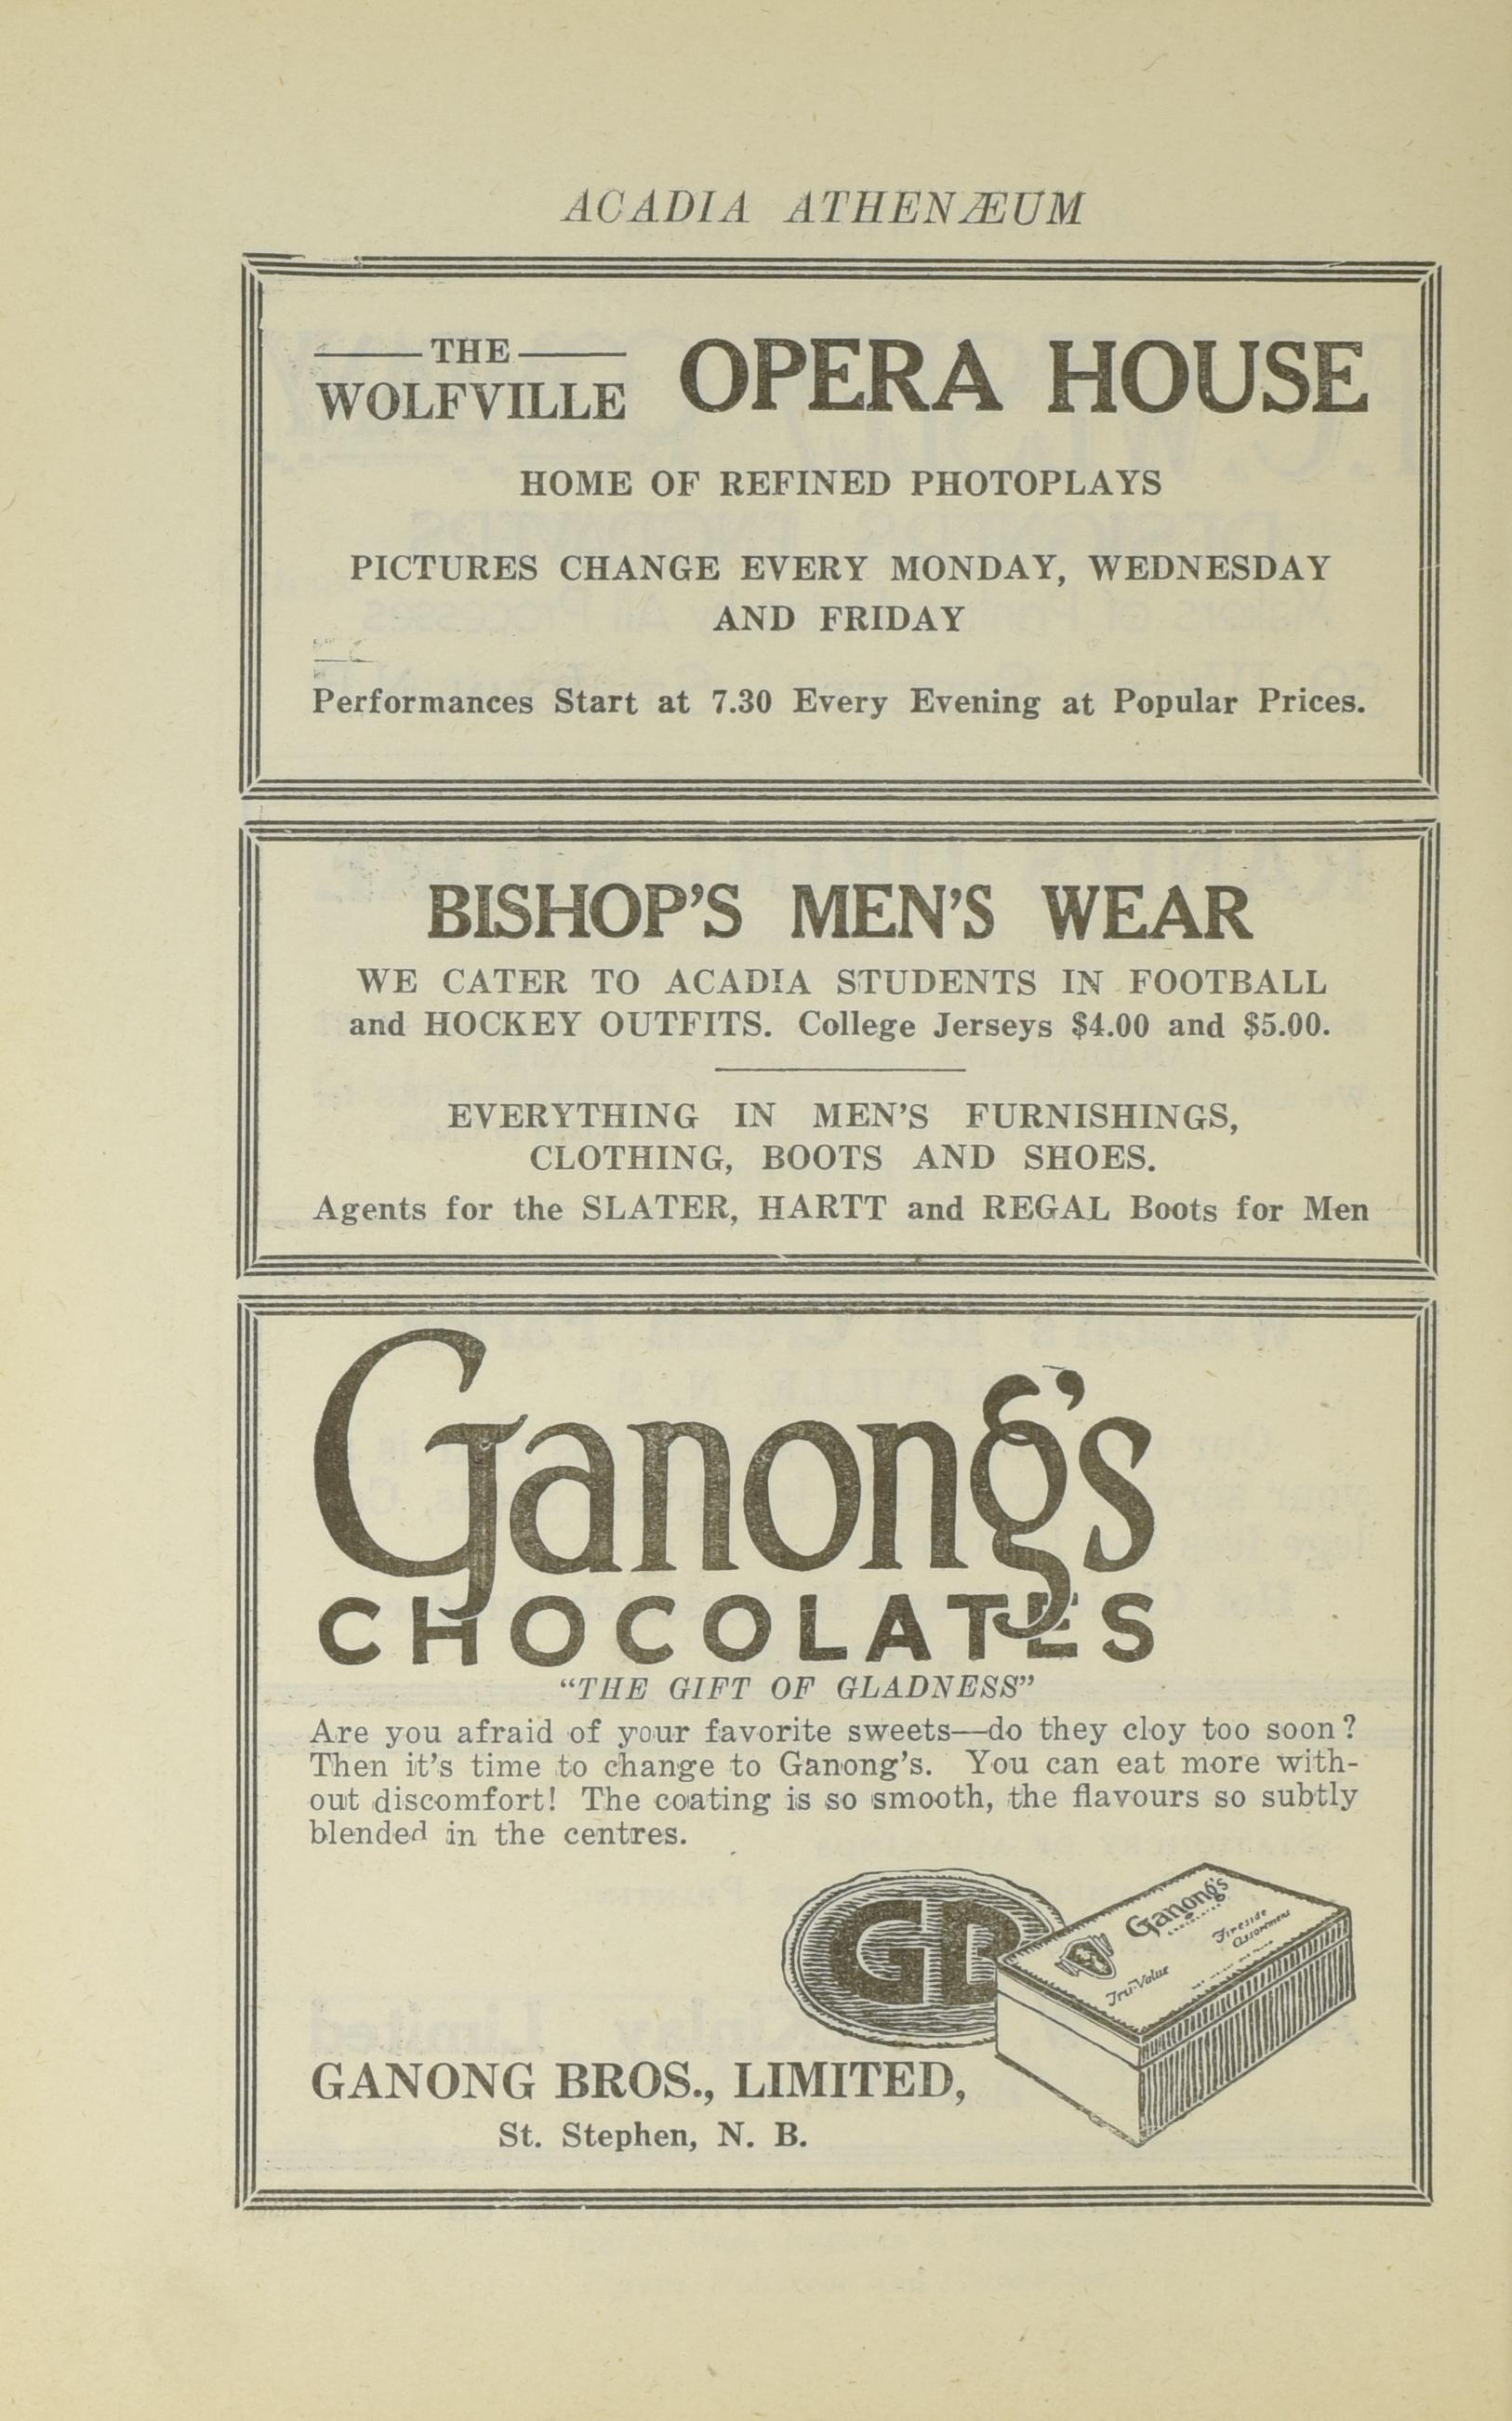 ACADIA ATHENÆUM
THE
WOLFVILLE OPERA HOUSE
HOME OF REFINED PHOTOPLAYS
PICTURES CHANGE EVERY MONDAY, WEDNESDAY
AND FRIDAY
Performances Start at 7.30 Every Evening at Popular Prices.
BISHOP'S MEN'S WEAR
WE CATER TO ACADIA STUDENTS IN FOOTBALL
and HOCKEY OUTFITS. College Jerseys $4.00 and $5.00.
EVERYTHING IN MEN'S FURNISHINGS,
CLOTHING, BOOTS AND SHOES.
Agents for the SLATER, HARTT and REGAL Boots for Men
Ganong's
CHOCOLATES
"THE GIFT OF GLADNESS"
Are you afraid of your favorite sweets—do they cloy too soon?
Then it's time to change to Ganong's. You can eat more with-
out discomfort! The coating is so smooth, the flavours so subtly
blended in the centres.
GB
Ganong's
Fireside
Assortment
Tru-Value
GANONG BROS., LIMITED,
St. Stephen, N. B.